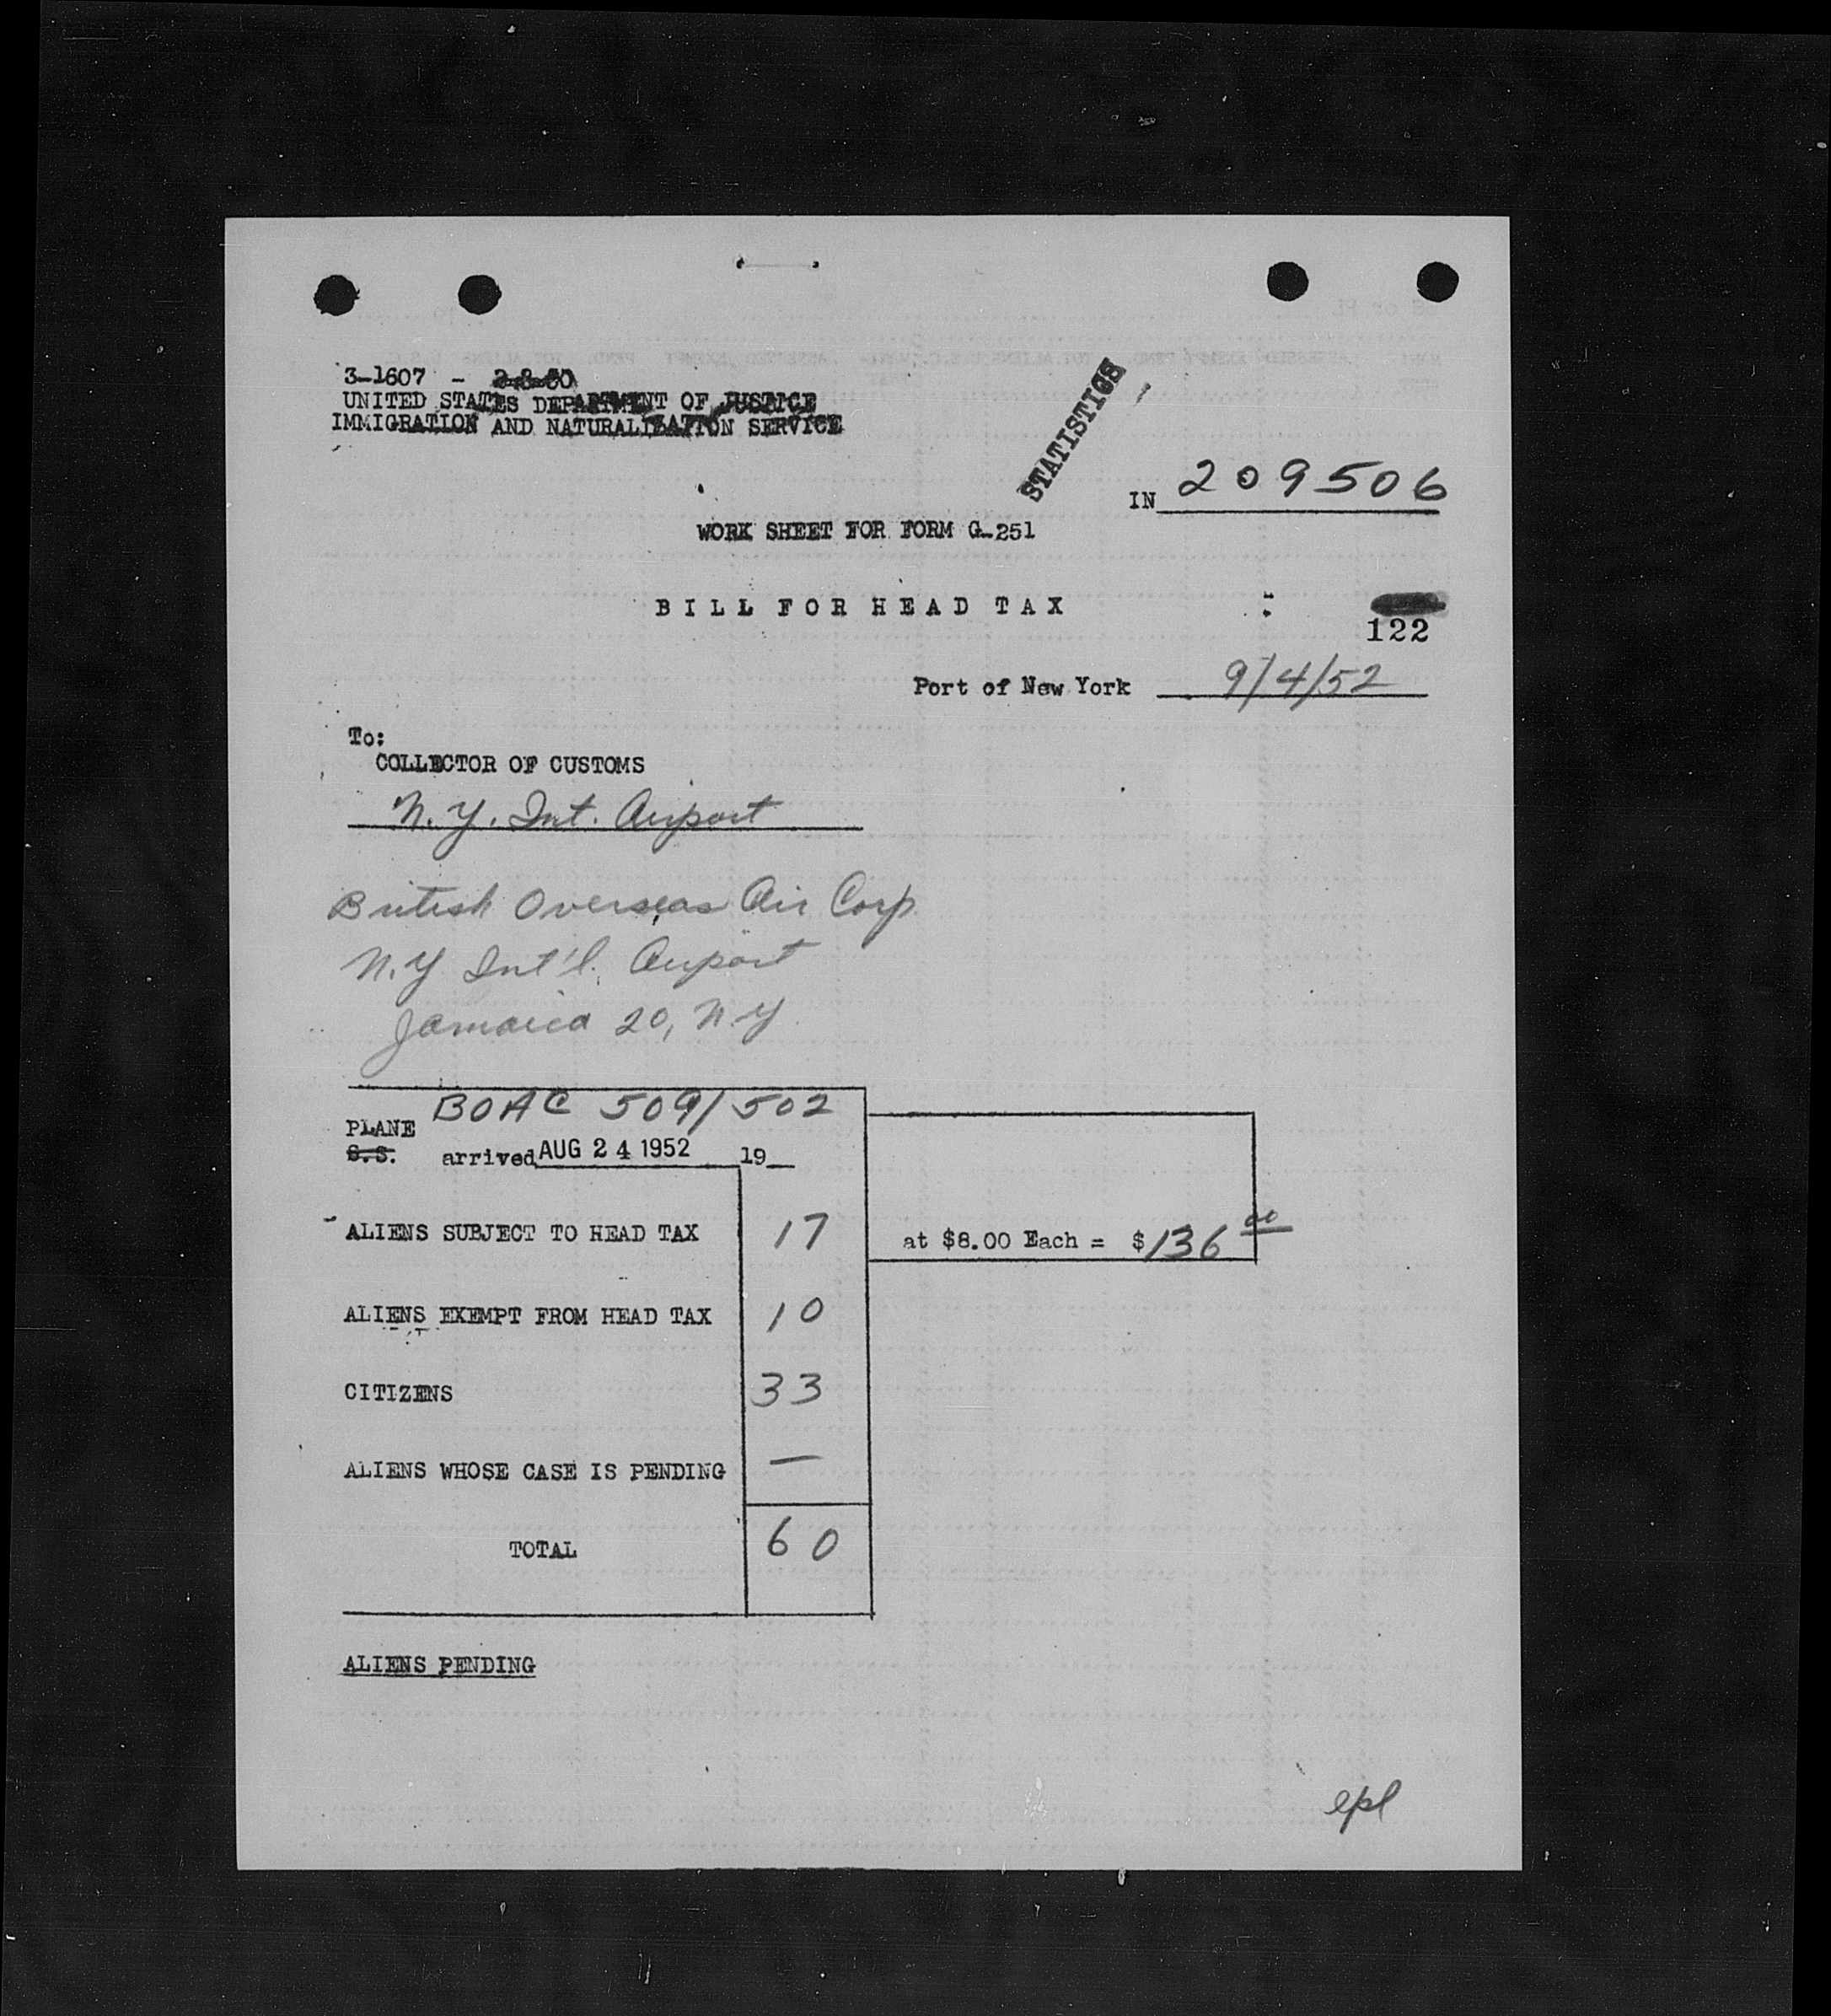 3-1607 - 2-8-50
UNITED STATES DEPARTMENT OF JUSTICE
IMMIGRATION AND NATURALIZATION SERVICE
STATISTICS
IN 209506
WORK SHEET FOR FORM G-251
BILL FOR HEAD TAX
122
Port of New York 9/4/52
To:
COLLECTOR OF CUSTOMS
N.Y. Int. Airport
British Overseas Air Corp
N.Y Int'l. Airport
Jamaica 20, N.Y.
BOAC 509/502
PLANE
S.S. arrived AUG 24 1952 19__
ALIENS SUBJECT TO HEAD TAX 17 at $8.00 Each = $136 00
ALIENS EXEMPT FROM HEAD TAX 10
CITIZENS 33
ALIENS WHOSE CASE IS PENDING —
TOTAL 60
ALIENS PENDING
epl